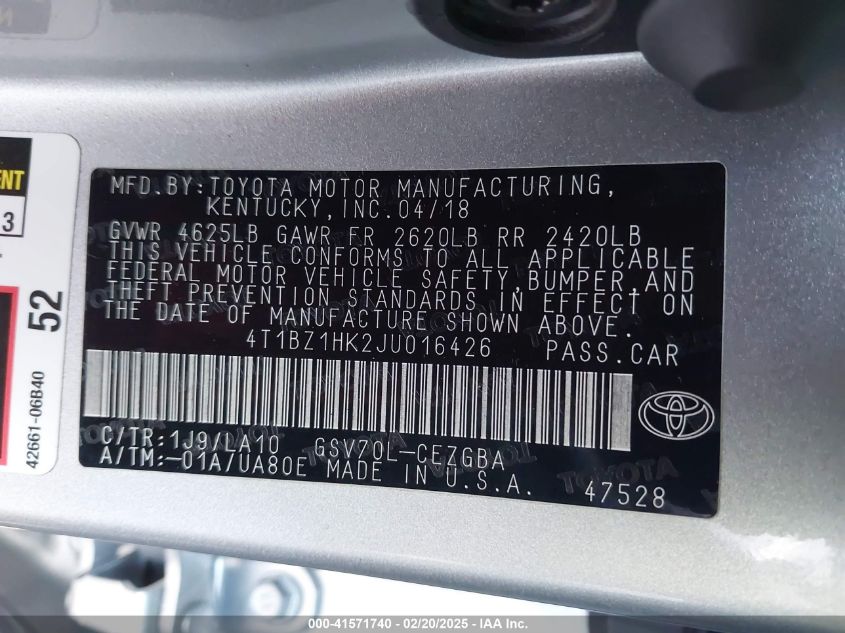 ENT
3
52
42661-06B40
MFD.BY:TOYOTA MOTOR MANUFACTURING,
KENTUCKY,INC.04/18
GVWR 4625LB GAWR FR 2620LB RR 2420LB
THIS VEHICLE CONFORMS TO ALL APPLICABLE
FEDERAL MOTOR VEHICLE SAFETY,BUMPER,AND
THEFT PREVENTION STANDARDS IN EFFECT ON
THE DATE OF MANUFACTURE SHOWN ABOVE.
4T1BZ1HK2JU016426 PASS.CAR
C/TR:1J9/LA10 GSV70L-CEZGBA
A/TM:-01A/UA80E MADE IN U.S.A.
47528
000-41571740 - 02/20/2025 - IAA Inc.